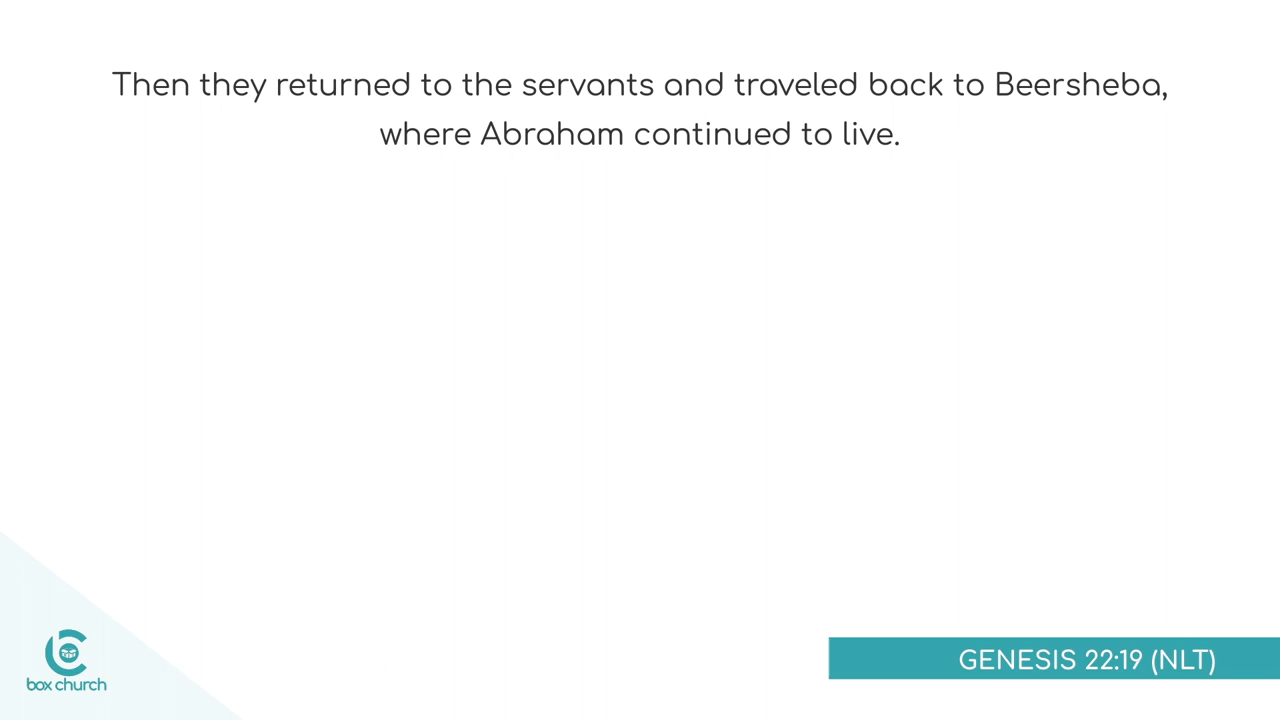 Then they returned to the servants and traveled back to Beersheba,
where Abraham continued to live.
box church
GENESIS 22:19 (NLT)